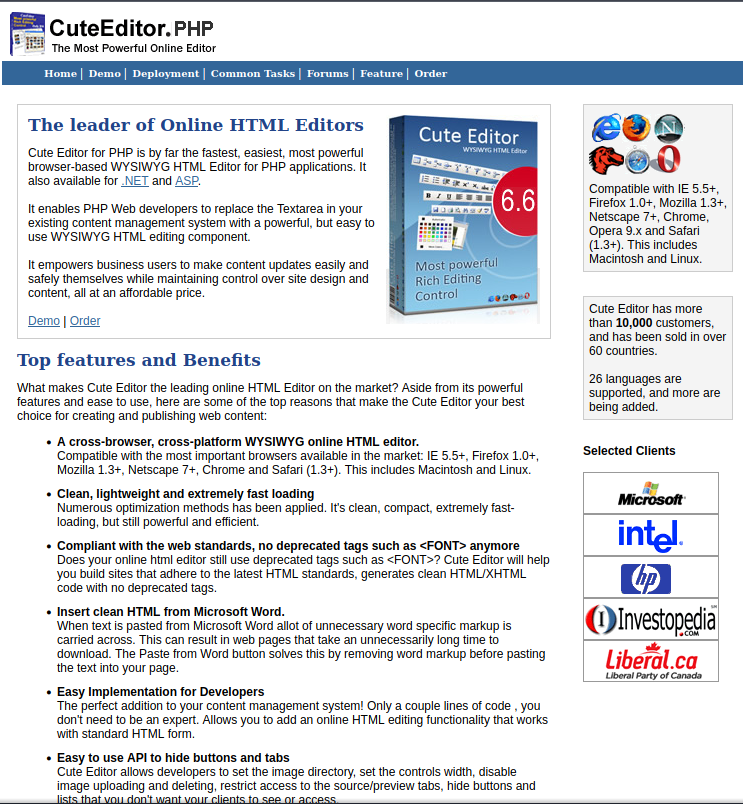 CuteEditor.PHP
The Most Powerful Online Editor
Home | Demo | Deployment | Common Tasks | Forums | Feature | Order
The leader of Online HTML Editors
Cute Editor for PHP is by far the fastest, easiest, most powerful
browser-based WYSIWYG HTML Editor for PHP applications. It
also available for .NET and ASP.
It enables PHP Web developers to replace the Textarea in your
existing content management system with a powerful, but easy to
use WYSIWYG HTML editing component.
It empowers business users to make content updates easily and
safely themselves while maintaining control over site design and
content, all at an affordable price.
Demo | Order
Cute Editor
WYSIWYG HTML Editor
6.6
Most powerful
Rich Editing
Control
Top features and Benefits
What makes Cute Editor the leading online HTML Editor on the market? Aside from its powerful
features and ease to use, here are some of the top reasons that make the Cute Editor your best
choice for creating and publishing web content:
• A cross-browser, cross-platform WYSIWYG online HTML editor.
Compatible with the most important browsers available in the market: IE 5.5+, Firefox 1.0+,
Mozilla 1.3+, Netscape 7+, Chrome and Safari (1.3+). This includes Macintosh and Linux.
• Clean, lightweight and extremely fast loading
Numerous optimization methods has been applied. It's clean, compact, extremely fast-
loading, but still powerful and efficient.
• Compliant with the web standards, no deprecated tags such as <FONT> anymore
Does your online html editor still use deprecated tags such as <FONT>? Cute Editor will help
you build sites that adhere to the latest HTML standards, generates clean HTML/XHTML
code with no deprecated tags.
• Insert clean HTML from Microsoft Word.
When text is pasted from Microsoft Word allot of unnecessary word specific markup is
carried across. This can result in web pages that take an unnecessarily long time to
download. The Paste from Word button solves this by removing word markup before pasting
the text into your page.
• Easy Implementation for Developers
The perfect addition to your content management system! Only a couple lines of code , you
don't need to be an expert. Allows you to add an online HTML editing functionality that works
with standard HTML form.
• Easy to use API to hide buttons and tabs
Cute Editor allows developers to set the image directory, set the controls width, disable
image uploading and deleting, restrict access to the source/preview tabs, hide buttons and
lists that you don't want your clients to see or access.
Compatible with IE 5.5+,
Firefox 1.0+, Mozilla 1.3+,
Netscape 7+, Chrome,
Opera 9.x and Safari
(1.3+). This includes
Macintosh and Linux.
Cute Editor has more
than 10,000 customers,
and has been sold in over
60 countries.
26 languages are
supported, and more are
being added.
Selected Clients
Microsoft
intel
hp
Investopedia
.COM
Liberal.ca
Liberal Party of Canada